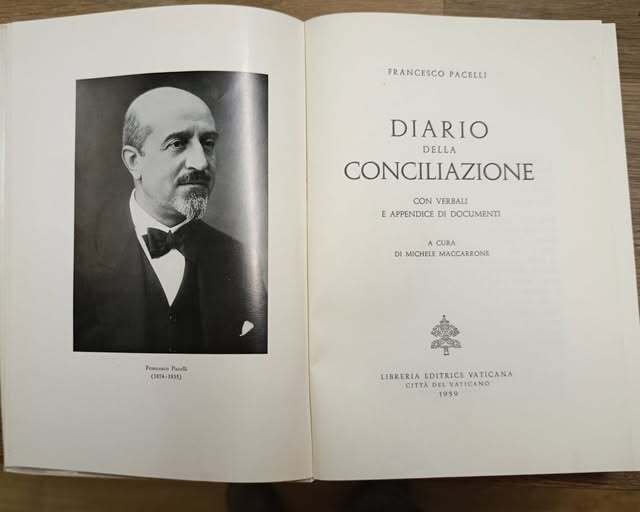 Francesco Pacelli
(1874-1935)
FRANCESCO PACELLI
DIARIO
DELLA
CONCILIAZIONE
CON VERBALI
E APPENDICE DI DOCUMENTI
A CURA
DI MICHELE MACCARRONE
LIBRERIA EDITRICE VATICANA
CITTÀ DEL VATICANO
1959